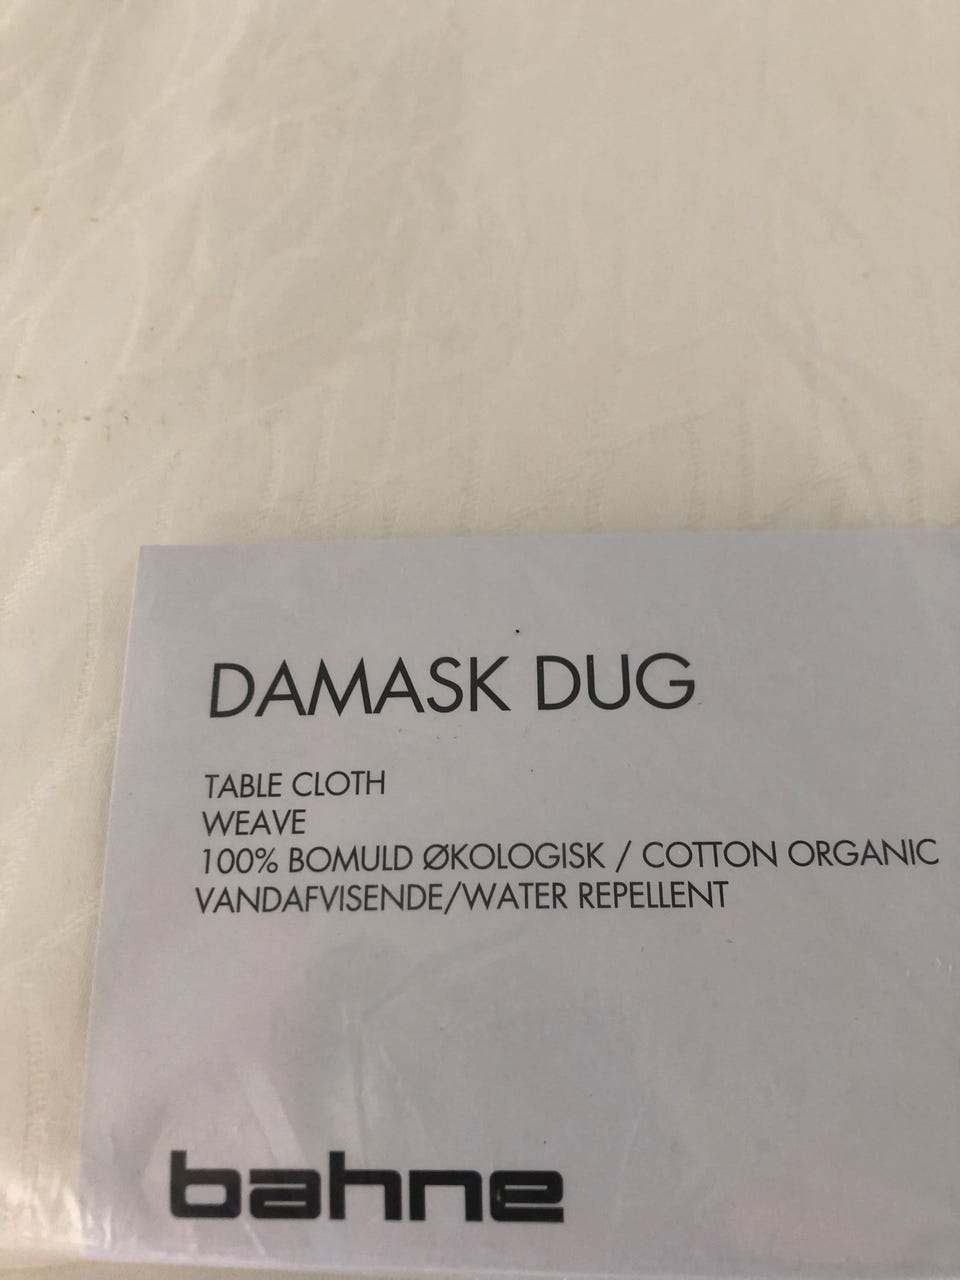 DAMASK DUG
TABLE CLOTH
WEAVE
100% BOMULD ØKOLOGISK / COTTON ORGANIC
VANDAFVISENDE/WATER REPELLENT
bahne